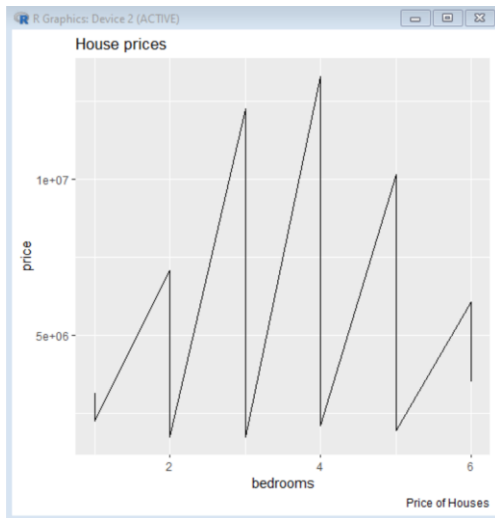 R Graphics: Device 2 (ACTIVE)
House prices
1e+07
5e+06
price
2 4 6
bedrooms
Price of Houses